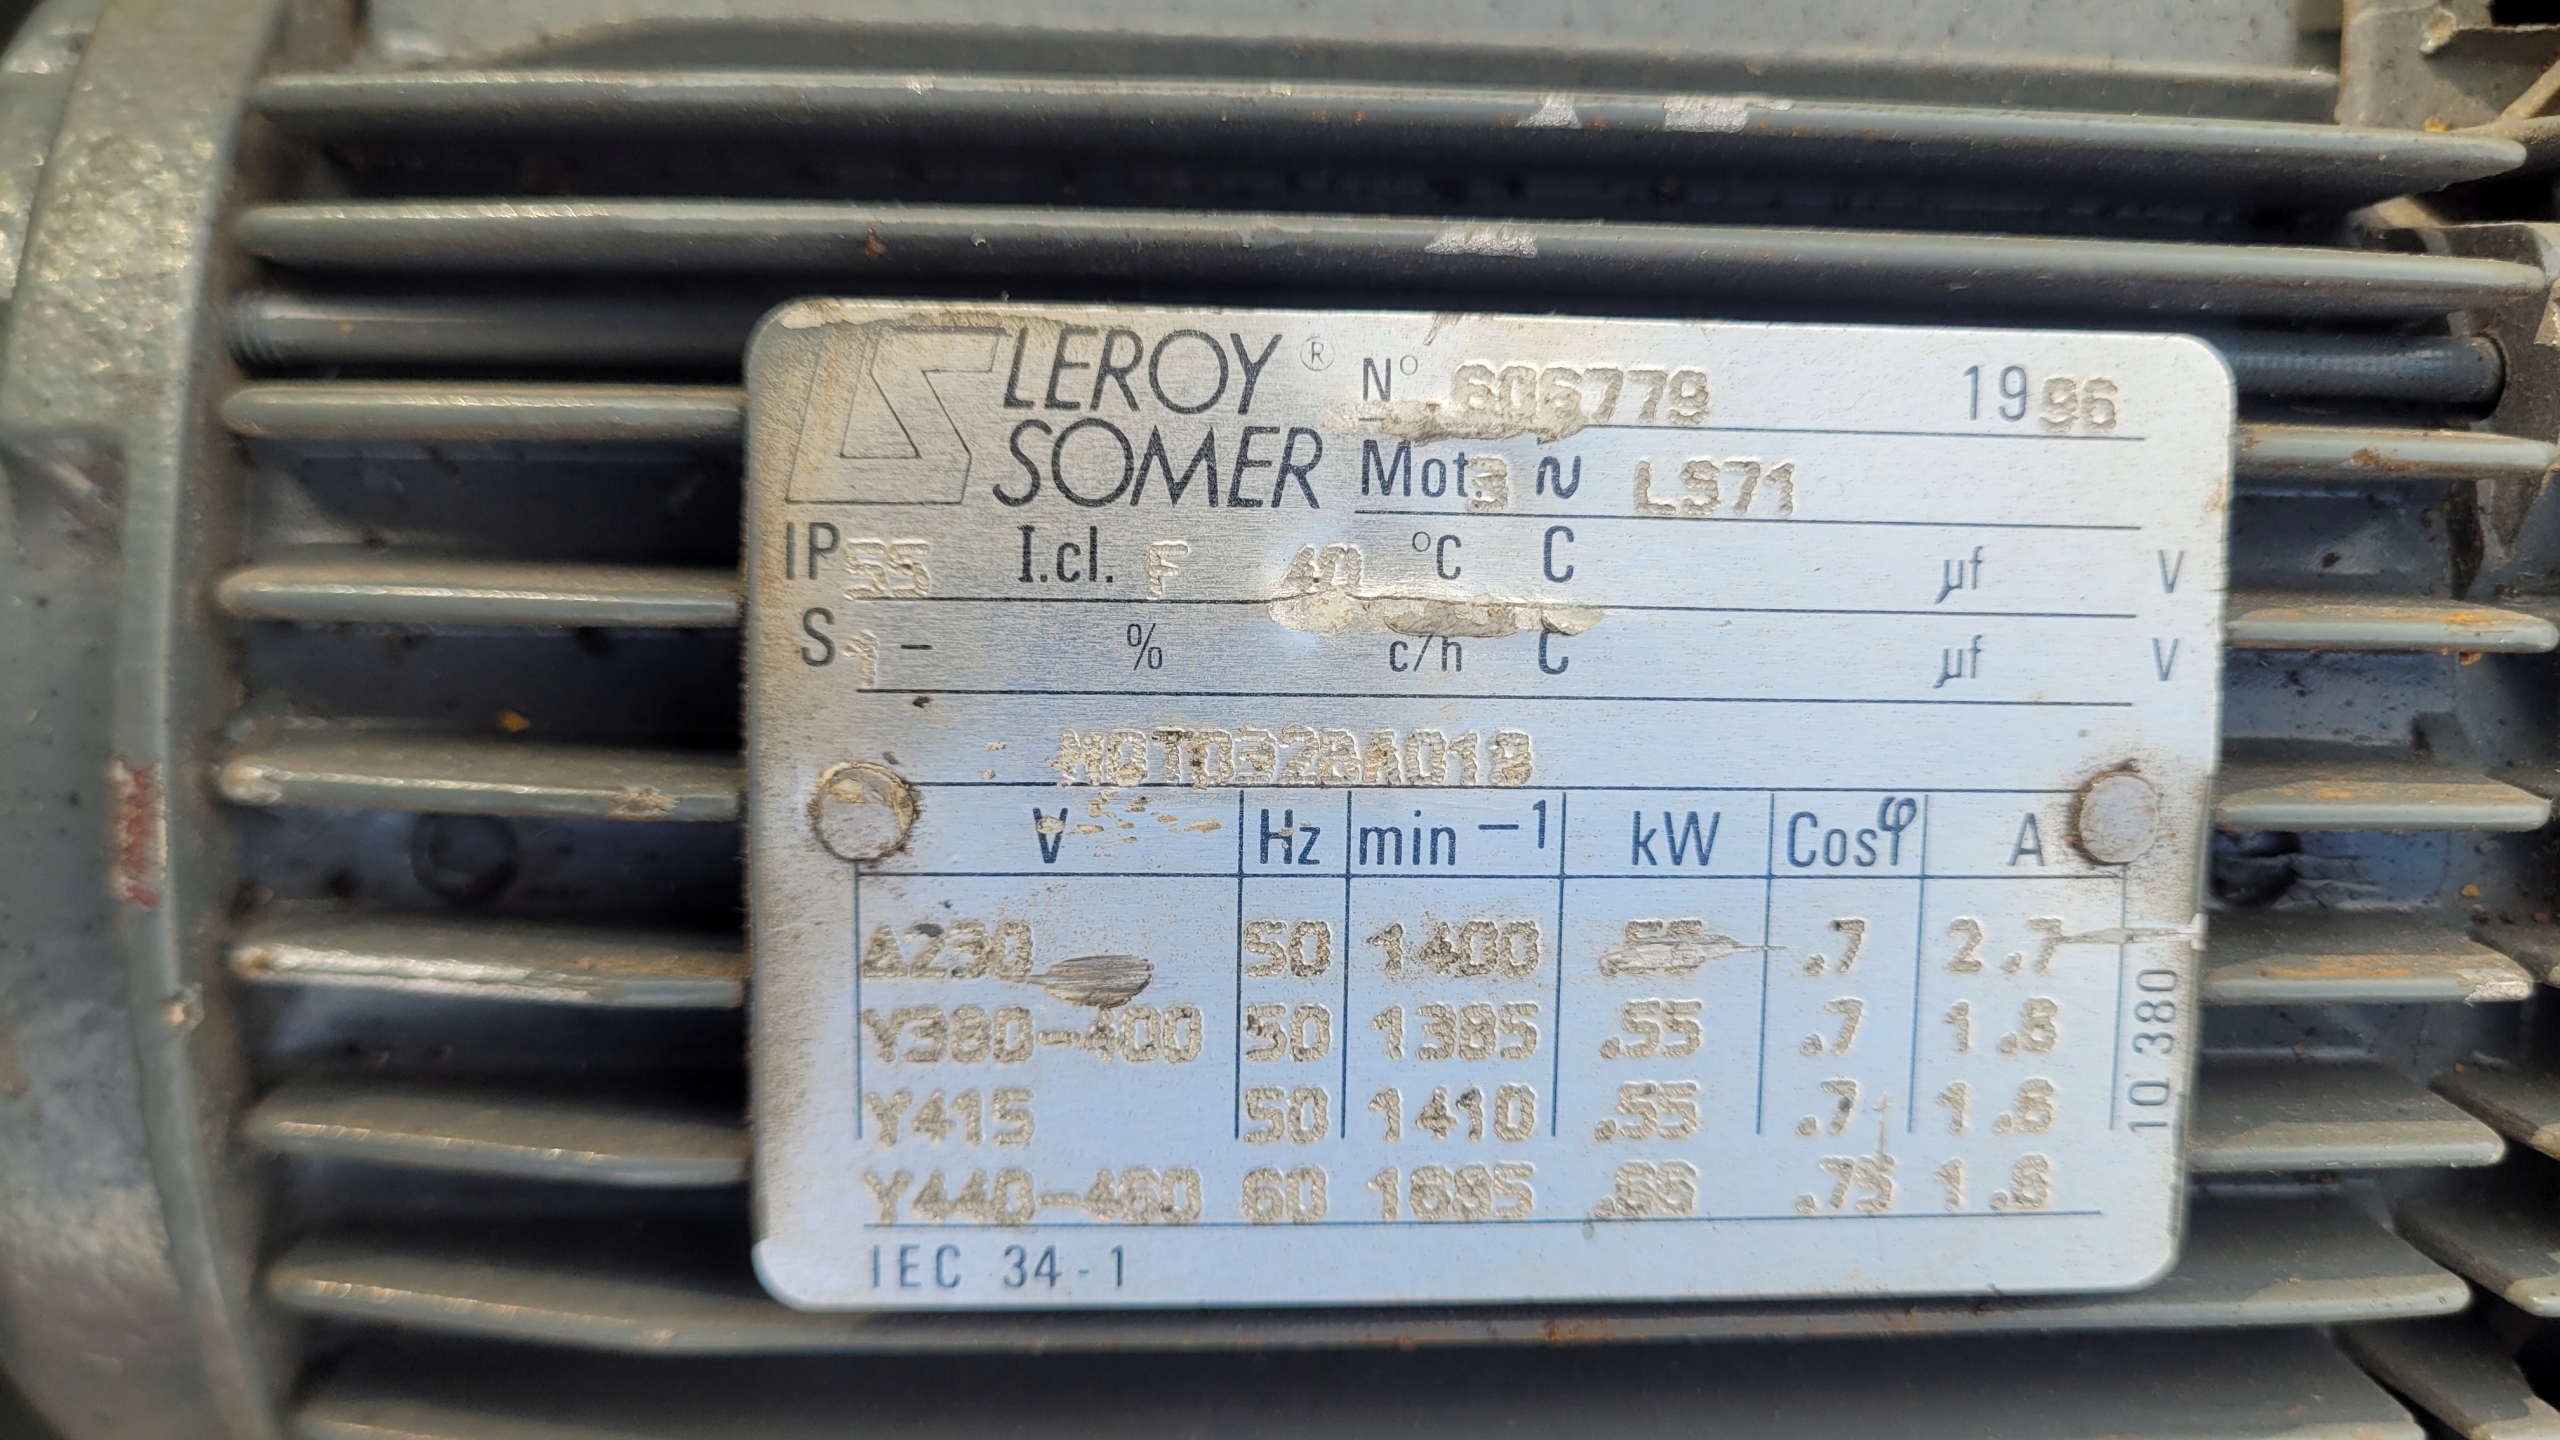 LEROY SOMER ® N° 606779 1996
Mot. 3 ~ LS71
IP 55 I.cl. F 40 °C C µf V
S 1 - % c/h C µf V
MOT032BA019
V Hz min -1 kW Cos φ A
Δ230 50 1400 .55 .7 2.7
Y380-400 50 1385 .55 .7 1.6
Y415 50 1410 .55 .7 1.6
Y440-460 60 1685 .66 .75 1.6
10 380
IEC 34-1